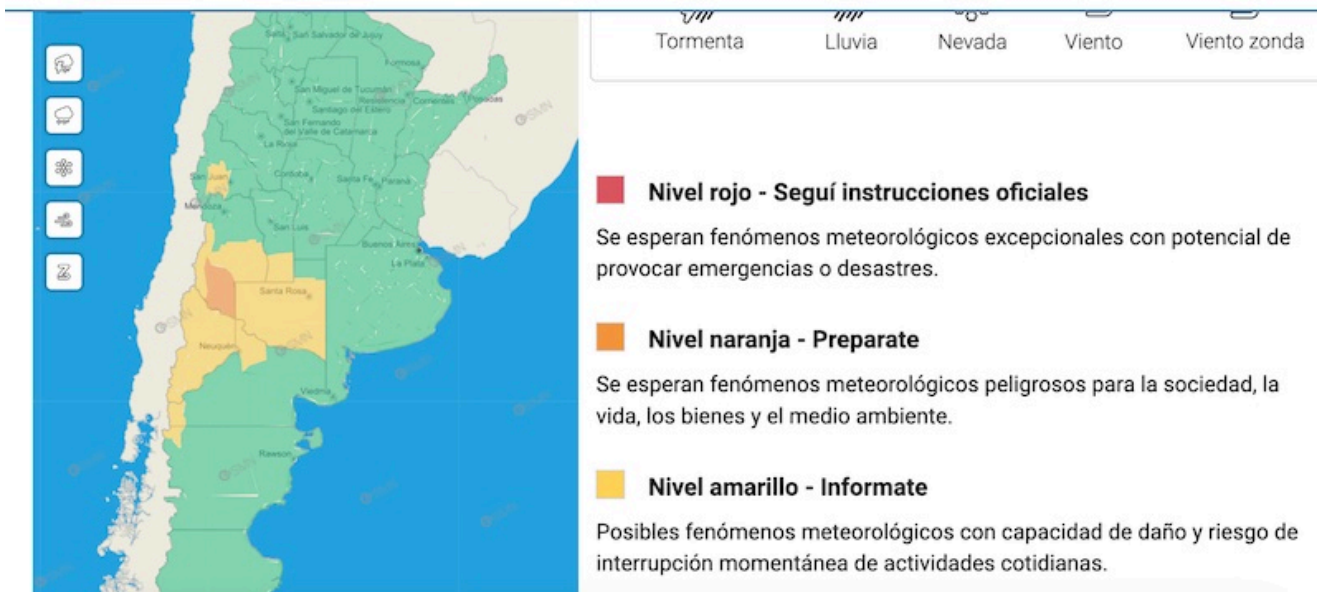 Tormenta
Lluvia
Nevada
Viento
Viento zonda
Salta
San Salvador de Jujuy
Formosa
San Miguel de Tucumán
Resistencia
Corrientes
Posadas
Santiago del Estero
San Fernando
del Valle de Catamarca
La Rioja
San Juan
Córdoba
Santa Fe
Paraná
Mendoza
San Luis
Buenos Aires
La Plata
Santa Rosa
Neuquén
Viedma
Rawson
SMN
Z
Nivel rojo - Seguí instrucciones oficiales
Se esperan fenómenos meteorológicos excepcionales con potencial de
provocar emergencias o desastres.
Nivel naranja - Preparate
Se esperan fenómenos meteorológicos peligrosos para la sociedad, la
vida, los bienes y el medio ambiente.
Nivel amarillo - Informate
Posibles fenómenos meteorológicos con capacidad de daño y riesgo de
interrupción momentánea de actividades cotidianas.